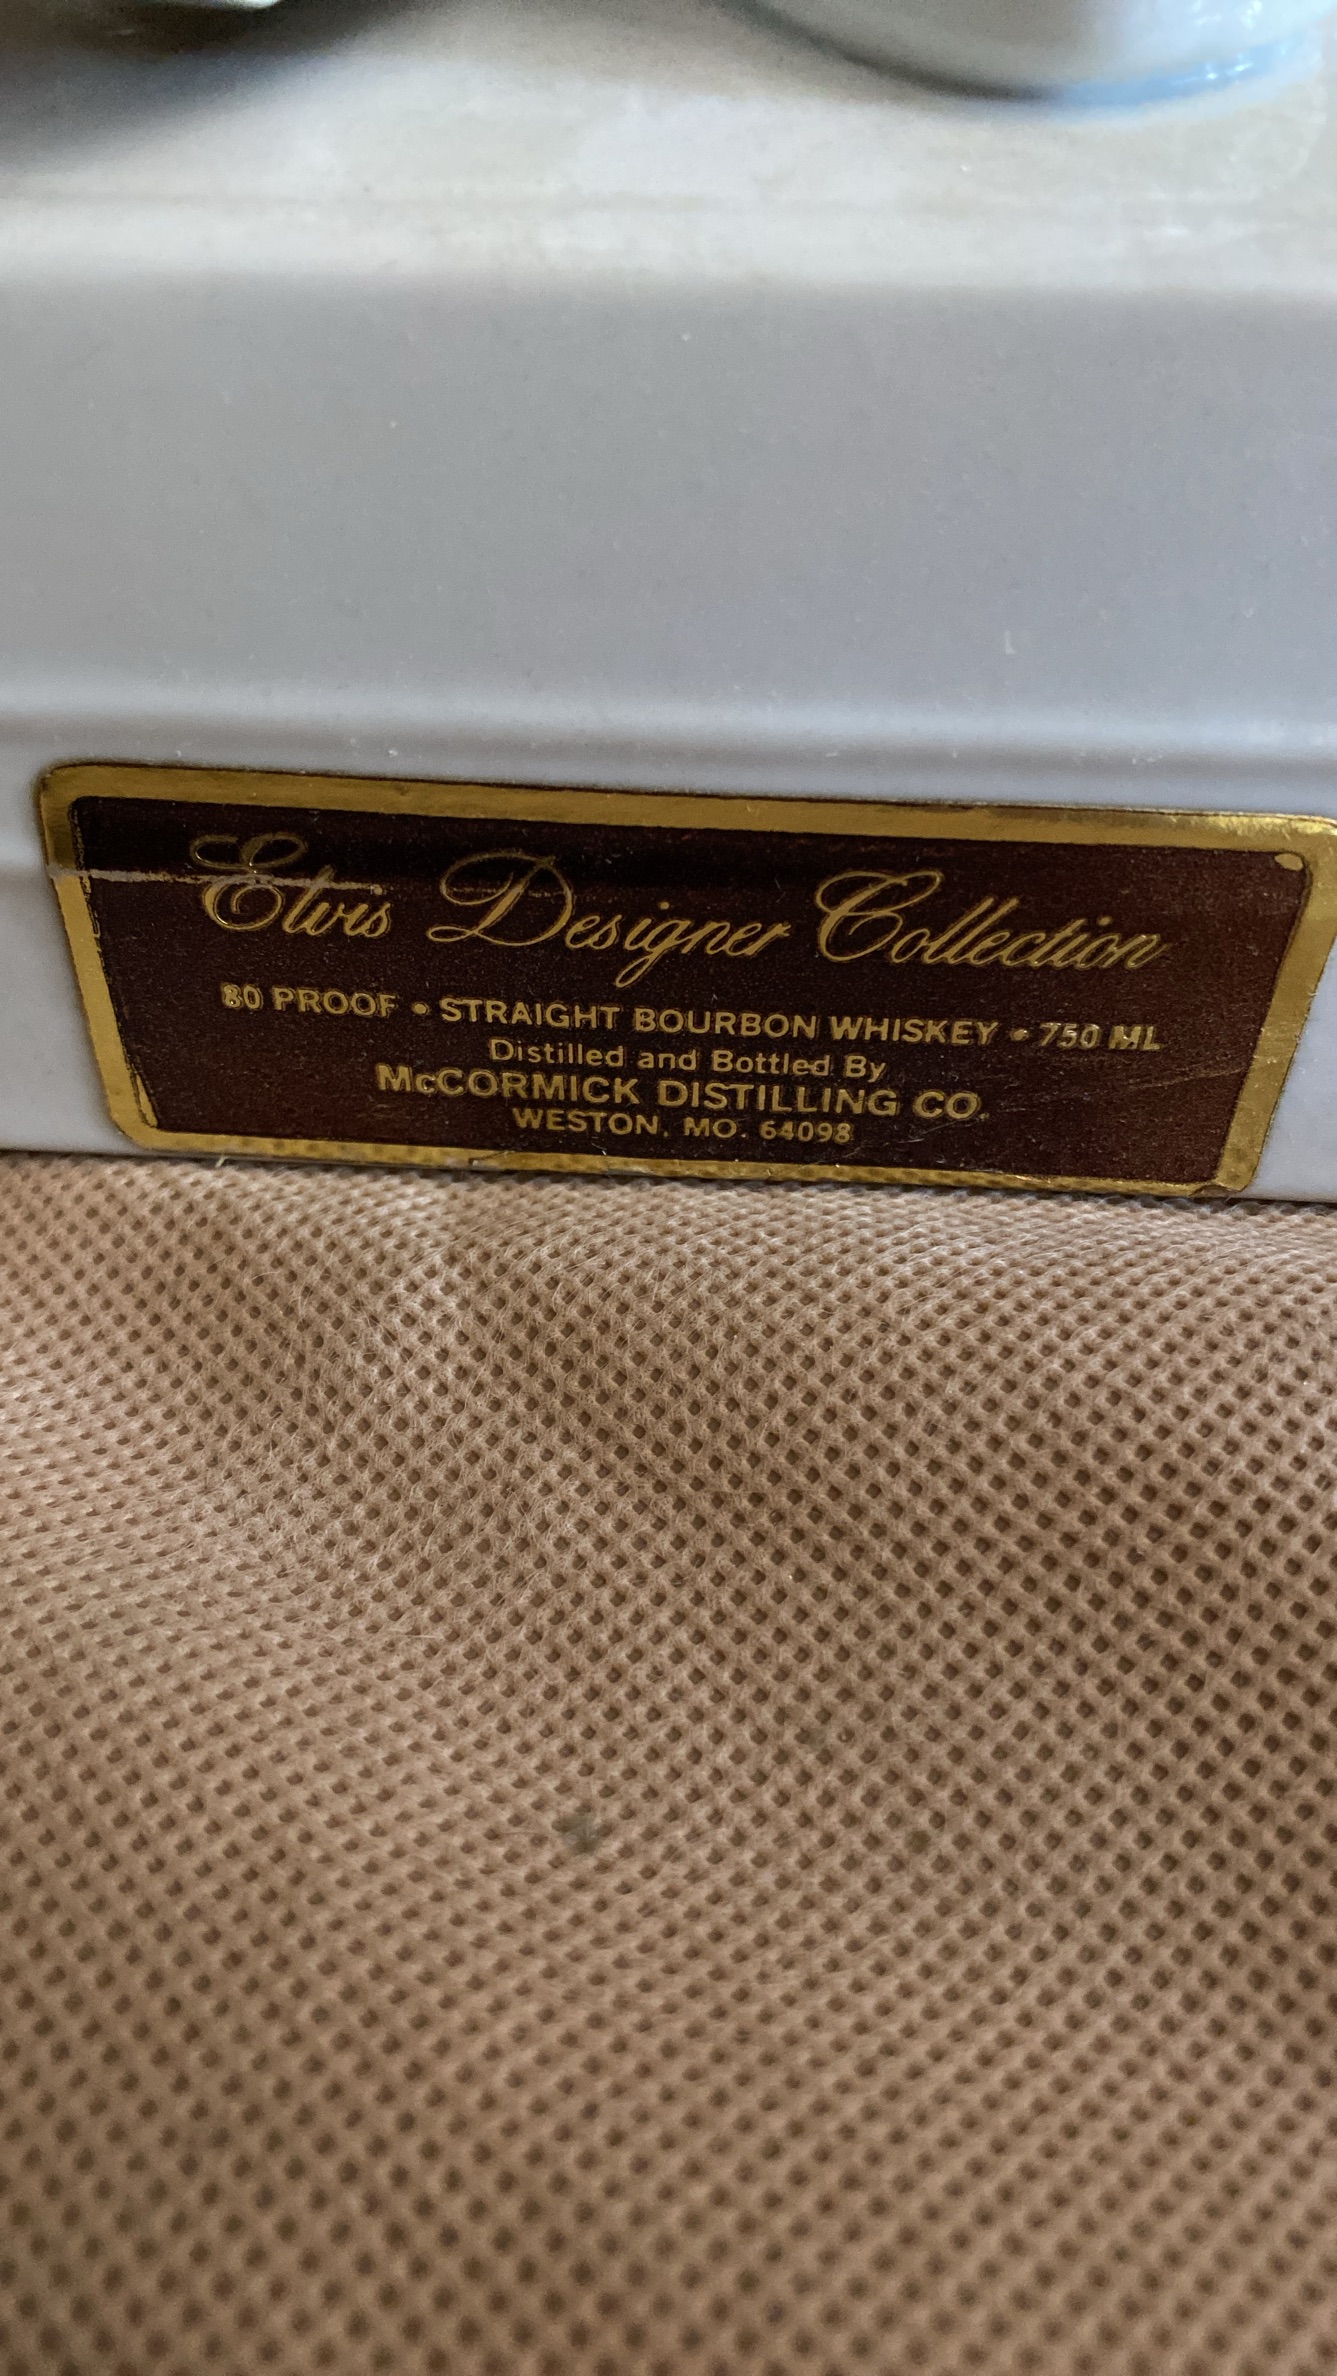 Elvis Designer Collection
80 PROOF • STRAIGHT BOURBON WHISKEY • 750 ML
Distilled and Bottled By
McCORMICK DISTILLING CO.
WESTON, MO. 64098